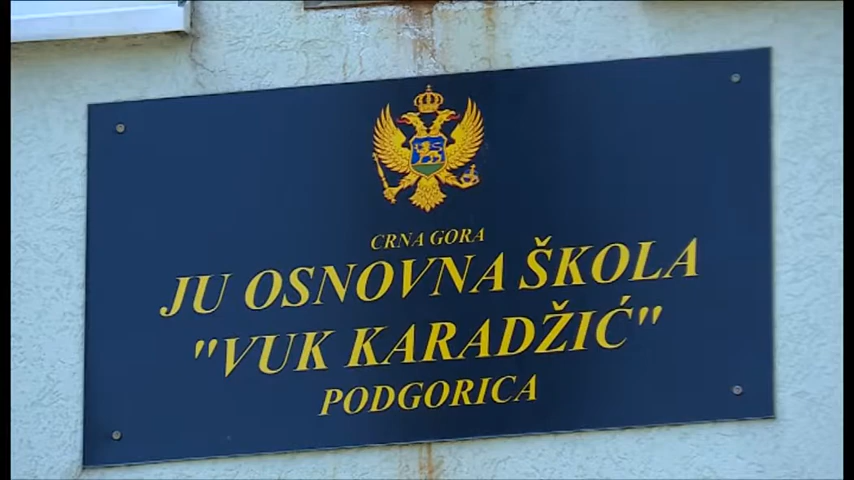 CRNA GORA
JU OSNOVNA ŠKOLA
"VUK KARADŽIĆ"
PODGORICA